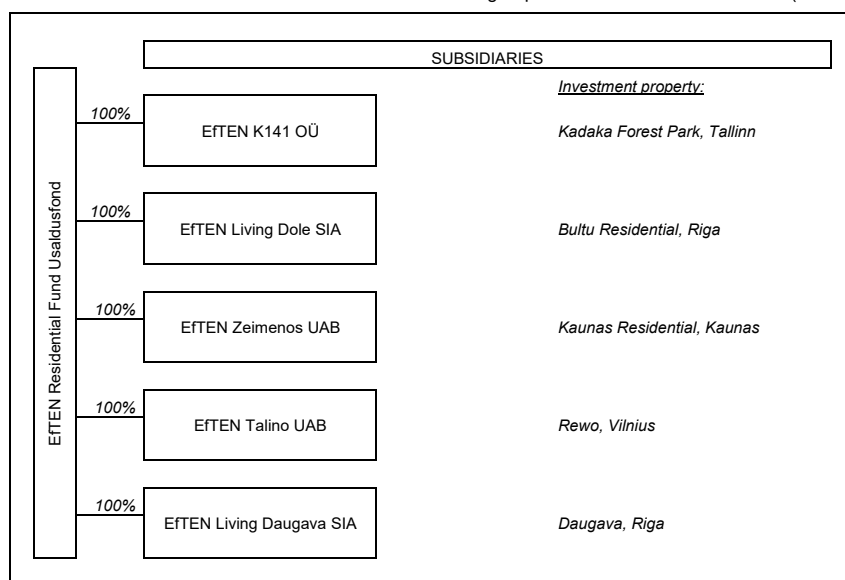 SUBSIDIARIES
Investment property:
EfTEN Residential Fund Usaldusfond
100%
EfTEN K141 OÜ
Kadaka Forest Park, Tallinn
100%
EfTEN Living Dole SIA
Bultu Residential, Riga
100%
EfTEN Zeimenos UAB
Kaunas Residential, Kaunas
100%
EfTEN Talino UAB
Rewo, Vilnius
100%
EfTEN Living Daugava SIA
Daugava, Riga